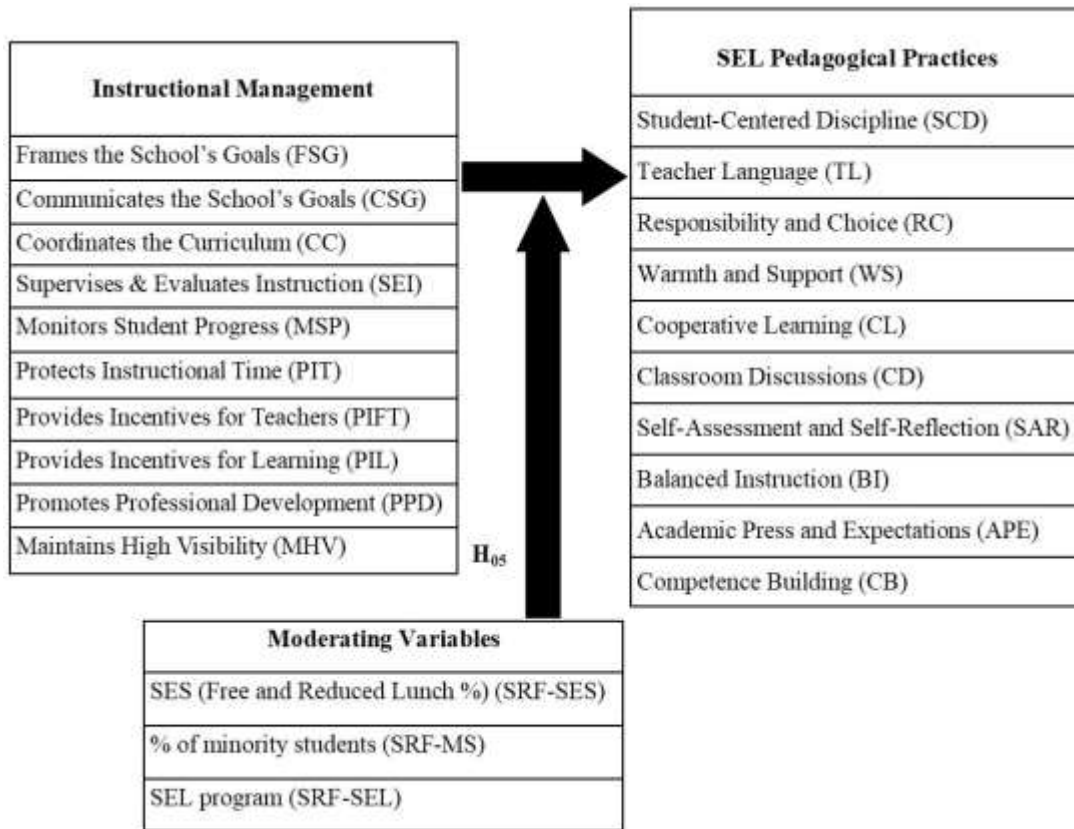 Instructional Management
Frames the School's Goals (FSG)
Communicates the School's Goals (CSG)
Coordinates the Curriculum (CC)
Supervises & Evaluates Instruction (SEI)
Monitors Student Progress (MSP)
Protects Instructional Time (PIT)
Provides Incentives for Teachers (PIFT)
Provides Incentives for Learning (PIL)
Promotes Professional Development (PPD)
Maintains High Visibility (MHV)
SEL Pedagogical Practices
Student-Centered Discipline (SCD)
Teacher Language (TL)
Responsibility and Choice (RC)
Warmth and Support (WS)
Cooperative Learning (CL)
Classroom Discussions (CD)
Self-Assessment and Self-Reflection (SAR)
Balanced Instruction (BI)
Academic Press and Expectations (APE)
Competence Building (CB)
H₀₅
Moderating Variables
SES (Free and Reduced Lunch %) (SRF-SES)
% of minority students (SRF-MS)
SEL program (SRF-SEL)